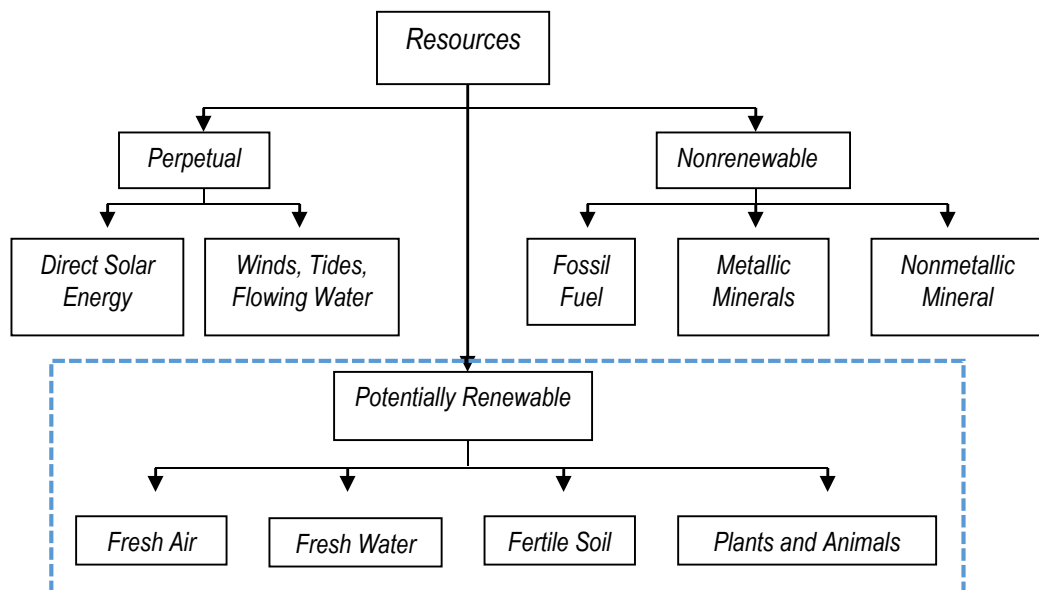 Resources
Perpetual
Nonrenewable
Direct Solar
Energy
Winds, Tides,
Flowing Water
Fossil
Fuel
Metallic
Minerals
Nonmetallic
Mineral
Potentially Renewable
Fresh Air
Fresh Water
Fertile Soil
Plants and Animals